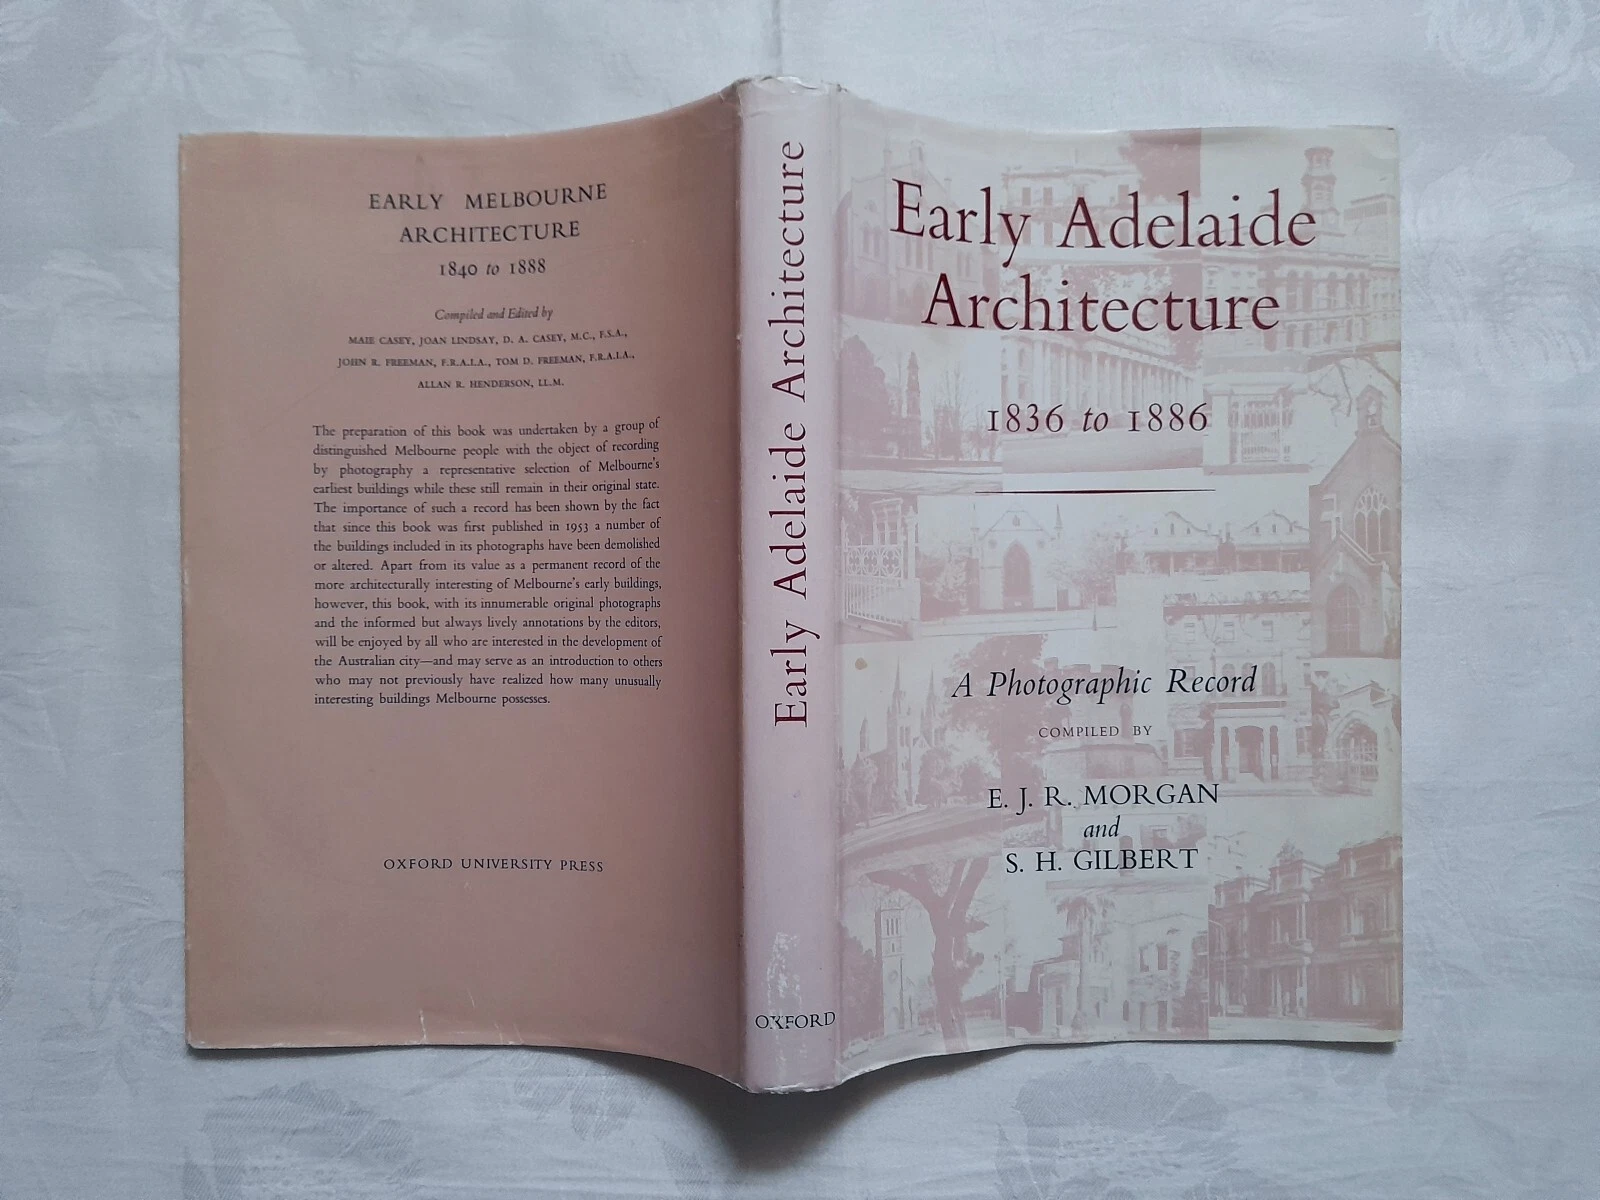 EARLY MELBOURNE
ARCHITECTURE
1840 to 1888
Compiled and Edited by
MAIE CASEY, JOAN LINDSAY, D. A. CASEY, M.C., F.S.A.,
JOHN R. FREEMAN, F.R.A.I.A., TOM D. FREEMAN, F.R.A.I.A.,
ALLAN R. HENDERSON, LL.M.
The preparation of this book was undertaken by a group of
distinguished Melbourne people with the object of recording
by photography a representative selection of Melbourne's
earliest buildings while these still remain in their original state.
The importance of such a record has been shown by the fact
that since this book was first published in 1953 a number of
the buildings included in its photographs have been demolished
or altered. Apart from its value as a permanent record of the
more architecturally interesting of Melbourne's early buildings,
however, this book, with its innumerable original photographs
and the informed but always lively annotations by the editors,
will be enjoyed by all who are interested in the development of
the Australian city—and may serve as an introduction to others
who may not previously have realized how many unusually
interesting buildings Melbourne possesses.
OXFORD UNIVERSITY PRESS
Early Adelaide Architecture
OXFORD
Early Adelaide
Architecture
1836 to 1886
A Photographic Record
COMPILED BY
E. J. R. MORGAN
and
S. H. GILBERT